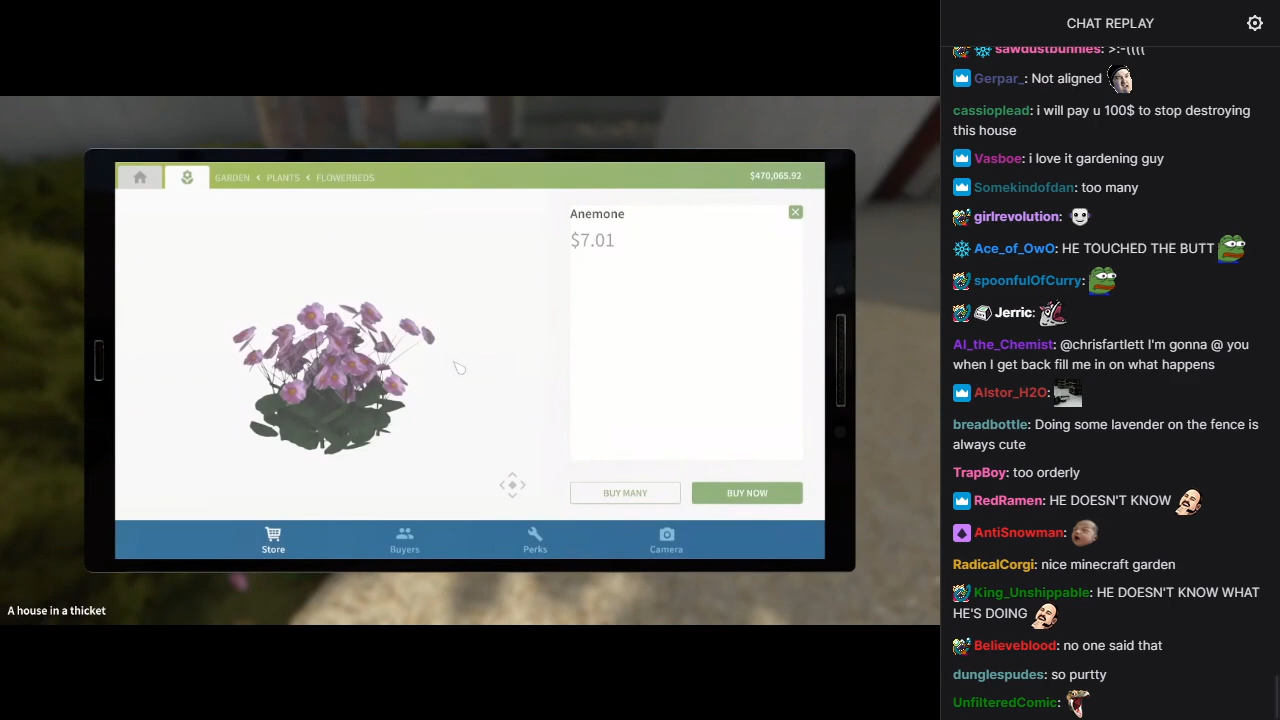 GARDEN < PLANTS < FLOWERBEDS
$470,065.92
Anemone
$7.01
BUY MANY
BUY NOW
Store
Buyers
Perks
Camera
A house in a thicket
CHAT REPLAY
sawdustbunnies: >:-((((
Gerpar_: Not aligned
cassioplead: i will pay u 100$ to stop destroying
this house
Vasboe: i love it gardening guy
Somekindofdan: too many
girlrevolution:
Ace_of_OwO: HE TOUCHED THE BUTT
spoonfulOfCurry:
Jerric:
Al_the_Chemist: @chrisfartlett I'm gonna @ you
when I get back fill me in on what happens
Alstor_H2O:
breadbottle: Doing some lavender on the fence is
always cute
TrapBoy: too orderly
RedRamen: HE DOESN'T KNOW
AntiSnowman:
RadicalCorgi: nice minecraft garden
King_Unshippable: HE DOESN'T KNOW WHAT
HE'S DOING
Believeblood: no one said that
dunglespudes: so purtty
UnfilteredComic: